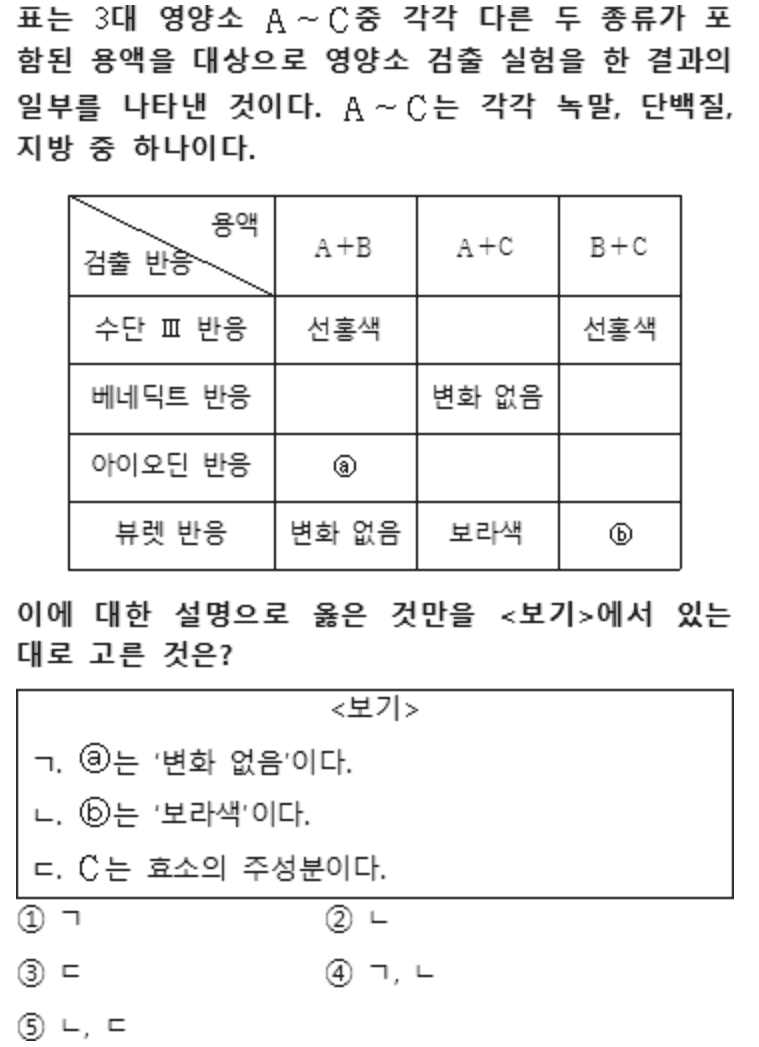 표는 3대 영양소 A ~ C중 각각 다른 두 종류가 포
함된 용액을 대상으로 영양소 검출 실험을 한 결과의
일부를 나타낸 것이다. A ~ C는 각각 녹말, 단백질,
지방 중 하나이다.
용액
검출 반응
A+B
A+C
B+C
수단 Ⅲ 반응
선홍색
선홍색
베네딕트 반응
변화 없음
아이오딘 반응
ⓐ
뷰렛 반응
변화 없음
보라색
ⓑ
이에 대한 설명으로 옳은 것만을 <보기>에서 있는
대로 고른 것은?
<보기>
ㄱ. ⓐ는 '변화 없음'이다.
ㄴ. ⓑ는 '보라색'이다.
ㄷ. C는 효소의 주성분이다.
① ㄱ ② ㄴ
③ ㄷ ④ ㄱ, ㄴ
⑤ ㄴ, ㄷ